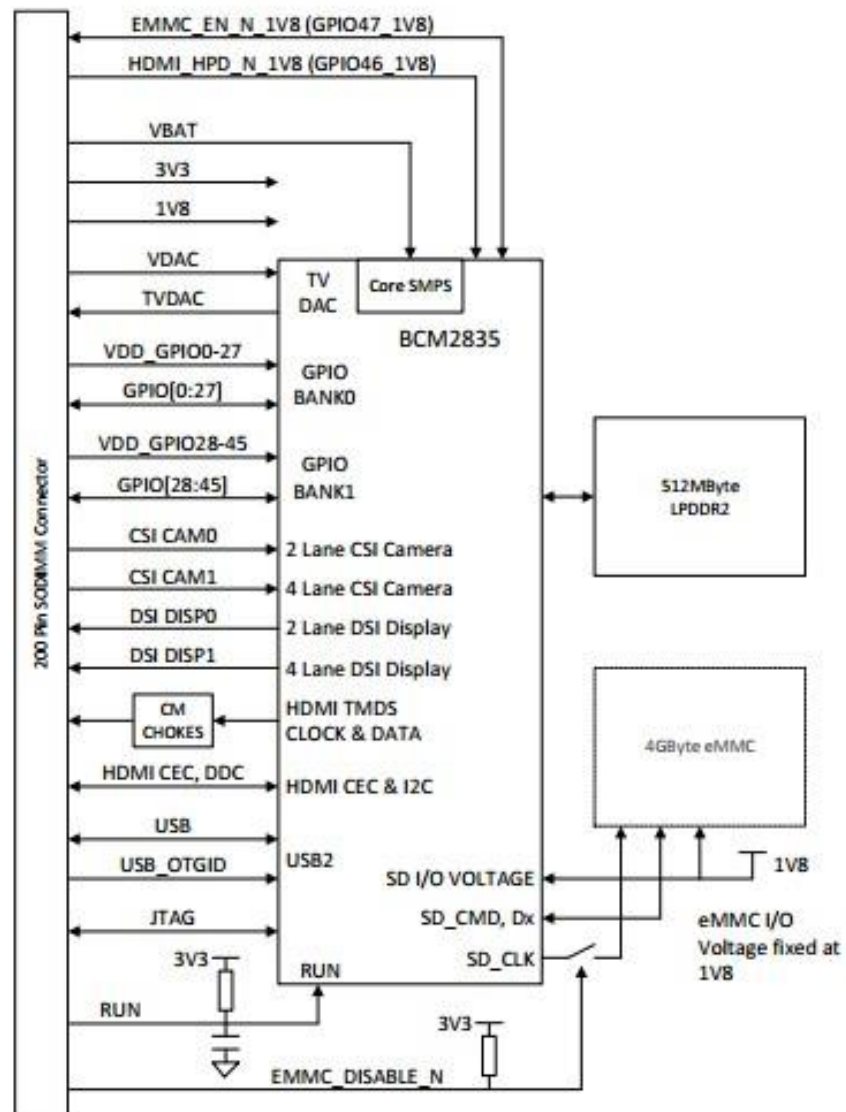 EMMC_EN_N_1V8 (GPIO47_1V8)
HDMI_HPD_N_1V8 (GPIO46_1V8)
VBAT
3V3
1V8
VDAC
TVDAC
TV
DAC
Core SMPS
BCM2835
VDD_GPIO0-27
GPIO[0:27]
GPIO
BANK0
VDD_GPIO28-45
GPIO[28:45]
GPIO
BANK1
512MByte
LPDDR2
200 Pin SODIMM Connector
CSI CAM0
2 Lane CSI Camera
CSI CAM1
4 Lane CSI Camera
DSI DISP0
2 Lane DSI Display
DSI DISP1
4 Lane DSI Display
CM
CHOKES
HDMI TMDS
CLOCK & DATA
4GByte eMMC
HDMI CEC, DDC
HDMI CEC & I2C
USB
USB_OTGID
USB2
SD I/O VOLTAGE
1V8
JTAG
SD_CMD, Dx
eMMC I/O
Voltage fixed at
1V8
3V3
RUN
SD_CLK
RUN
3V3
EMMC_DISABLE_N